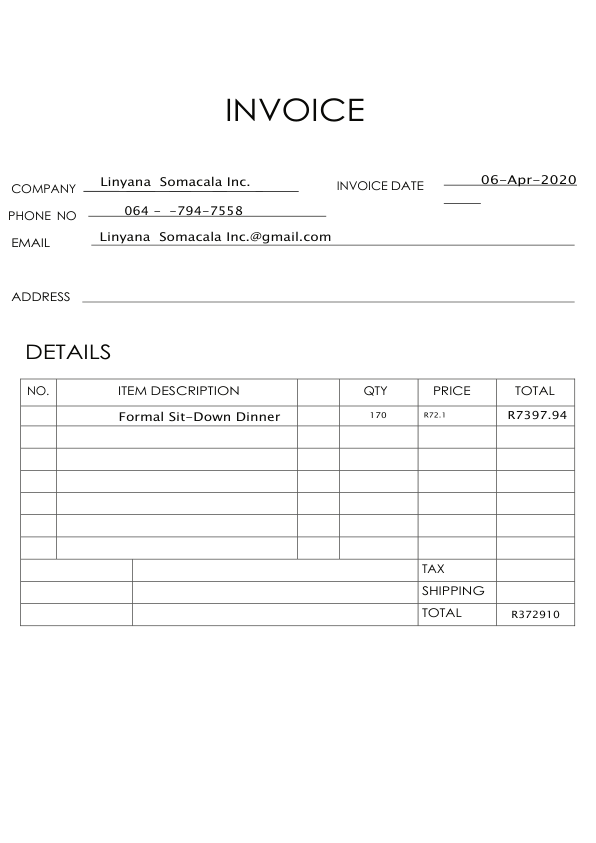 INVOICE
COMPANY Linyana Somacala Inc. INVOICE DATE 06-Apr-2020
PHONE NO 064 - -794-7558
EMAIL Linyana Somacala Inc.@gmail.com
ADDRESS
DETAILS
NO. ITEM DESCRIPTION QTY PRICE TOTAL
Formal Sit-Down Dinner 170 R72.1 R7397.94
TAX
SHIPPING
TOTAL R372910